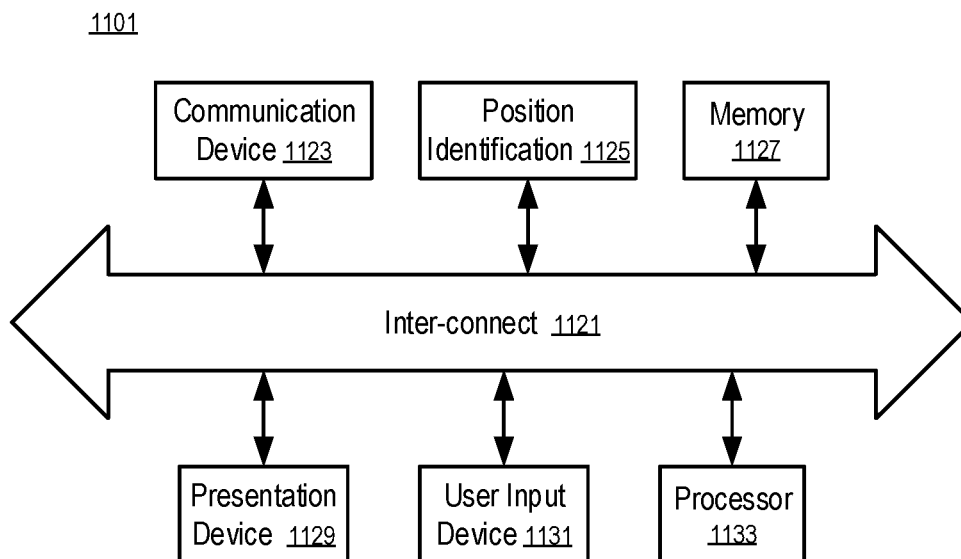 1101
Communication
Device 1123
Position
Identification 1125
Memory
1127
Inter-connect 1121
Presentation
Device 1129
User Input
Device 1131
Processor
1133